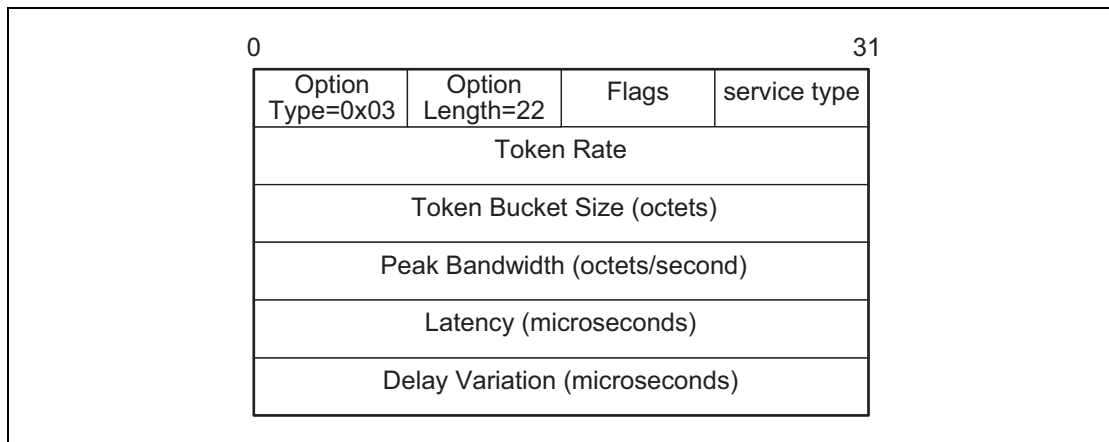 0 31
Option Option Flags service type
Type=0x03 Length=22
Token Rate
Token Bucket Size (octets)
Peak Bandwidth (octets/second)
Latency (microseconds)
Delay Variation (microseconds)